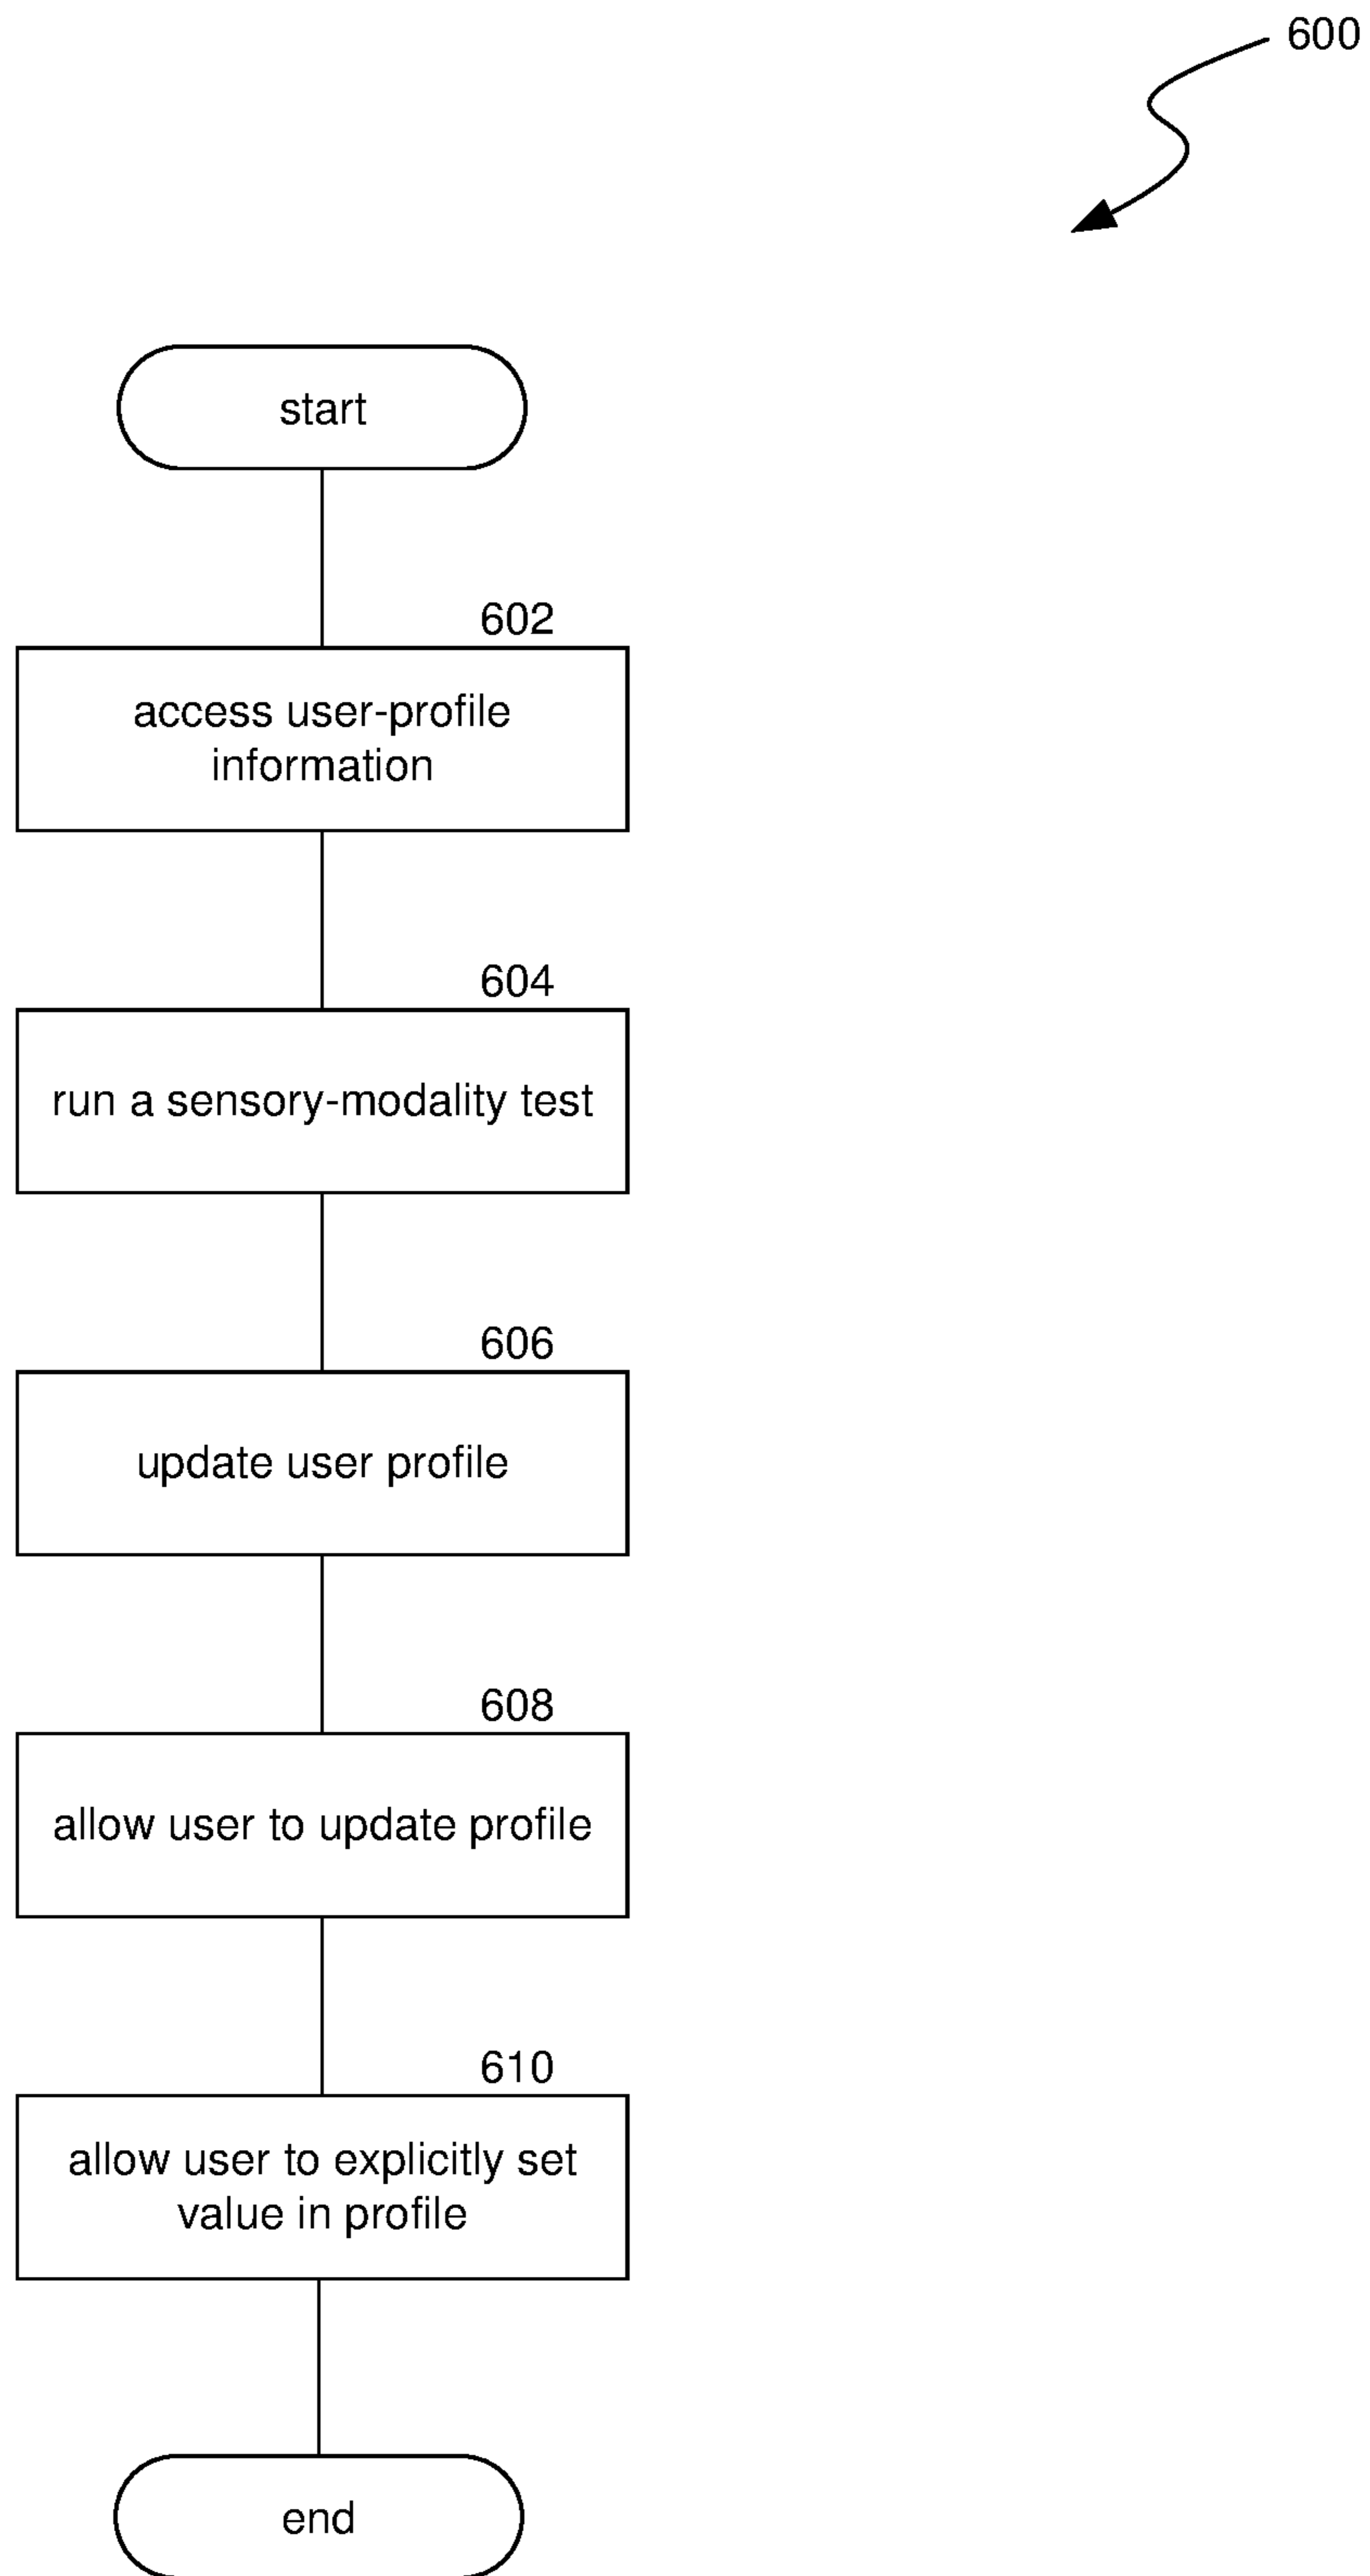 600
start
602
access user-profile
information
604
run a sensory-modality test
606
update user profile
608
allow user to update profile
610
allow user to explicitly set
value in profile
end